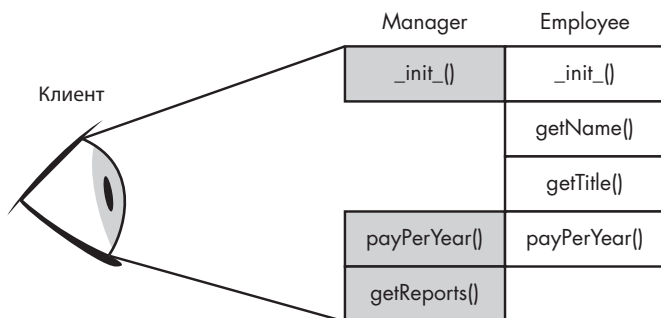 Manager Employee
_init_() _init_()
Клиент
getName()
getTitle()
payPerYear() payPerYear()
getReports()